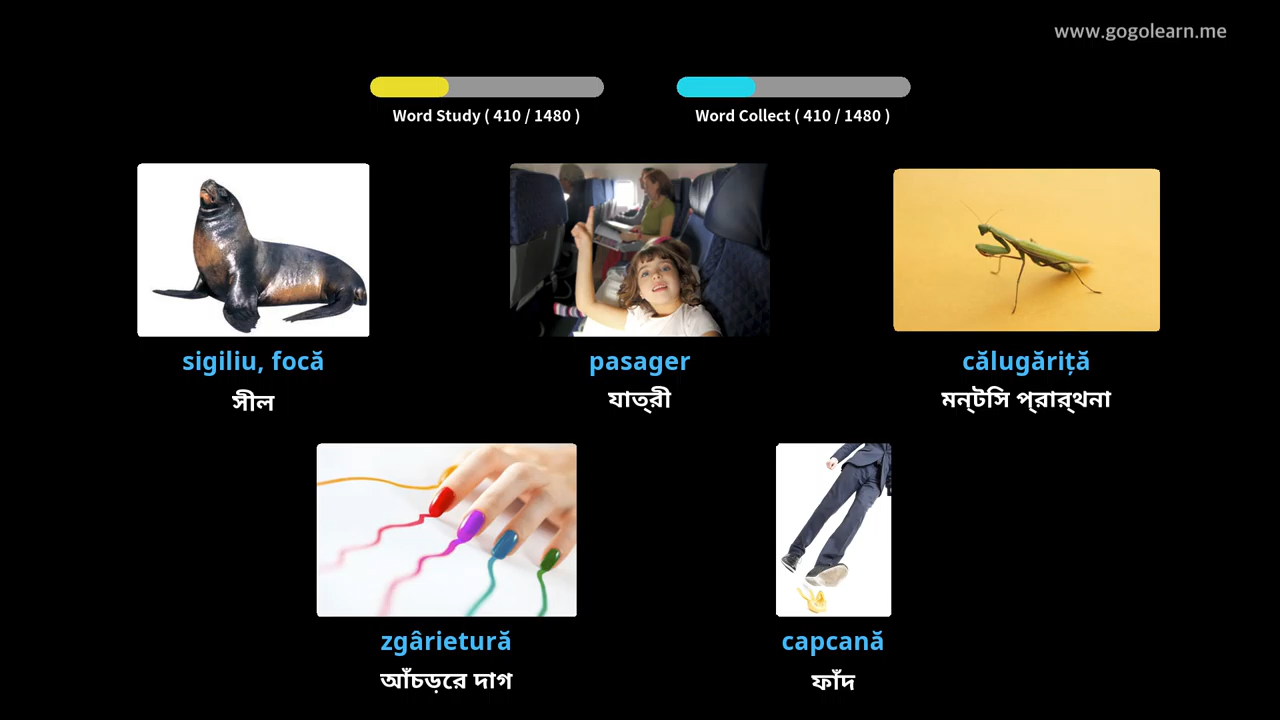 www.gogolearn.me
Word Study ( 410 / 1480 )
Word Collect ( 410 / 1480 )
sigiliu, focă
সীল
pasager
যাত্রী
călugăriță
মন্টসি প্রার্থনা
zgârietură
আঁচড়রে দাগ
capcană
ফাঁদ